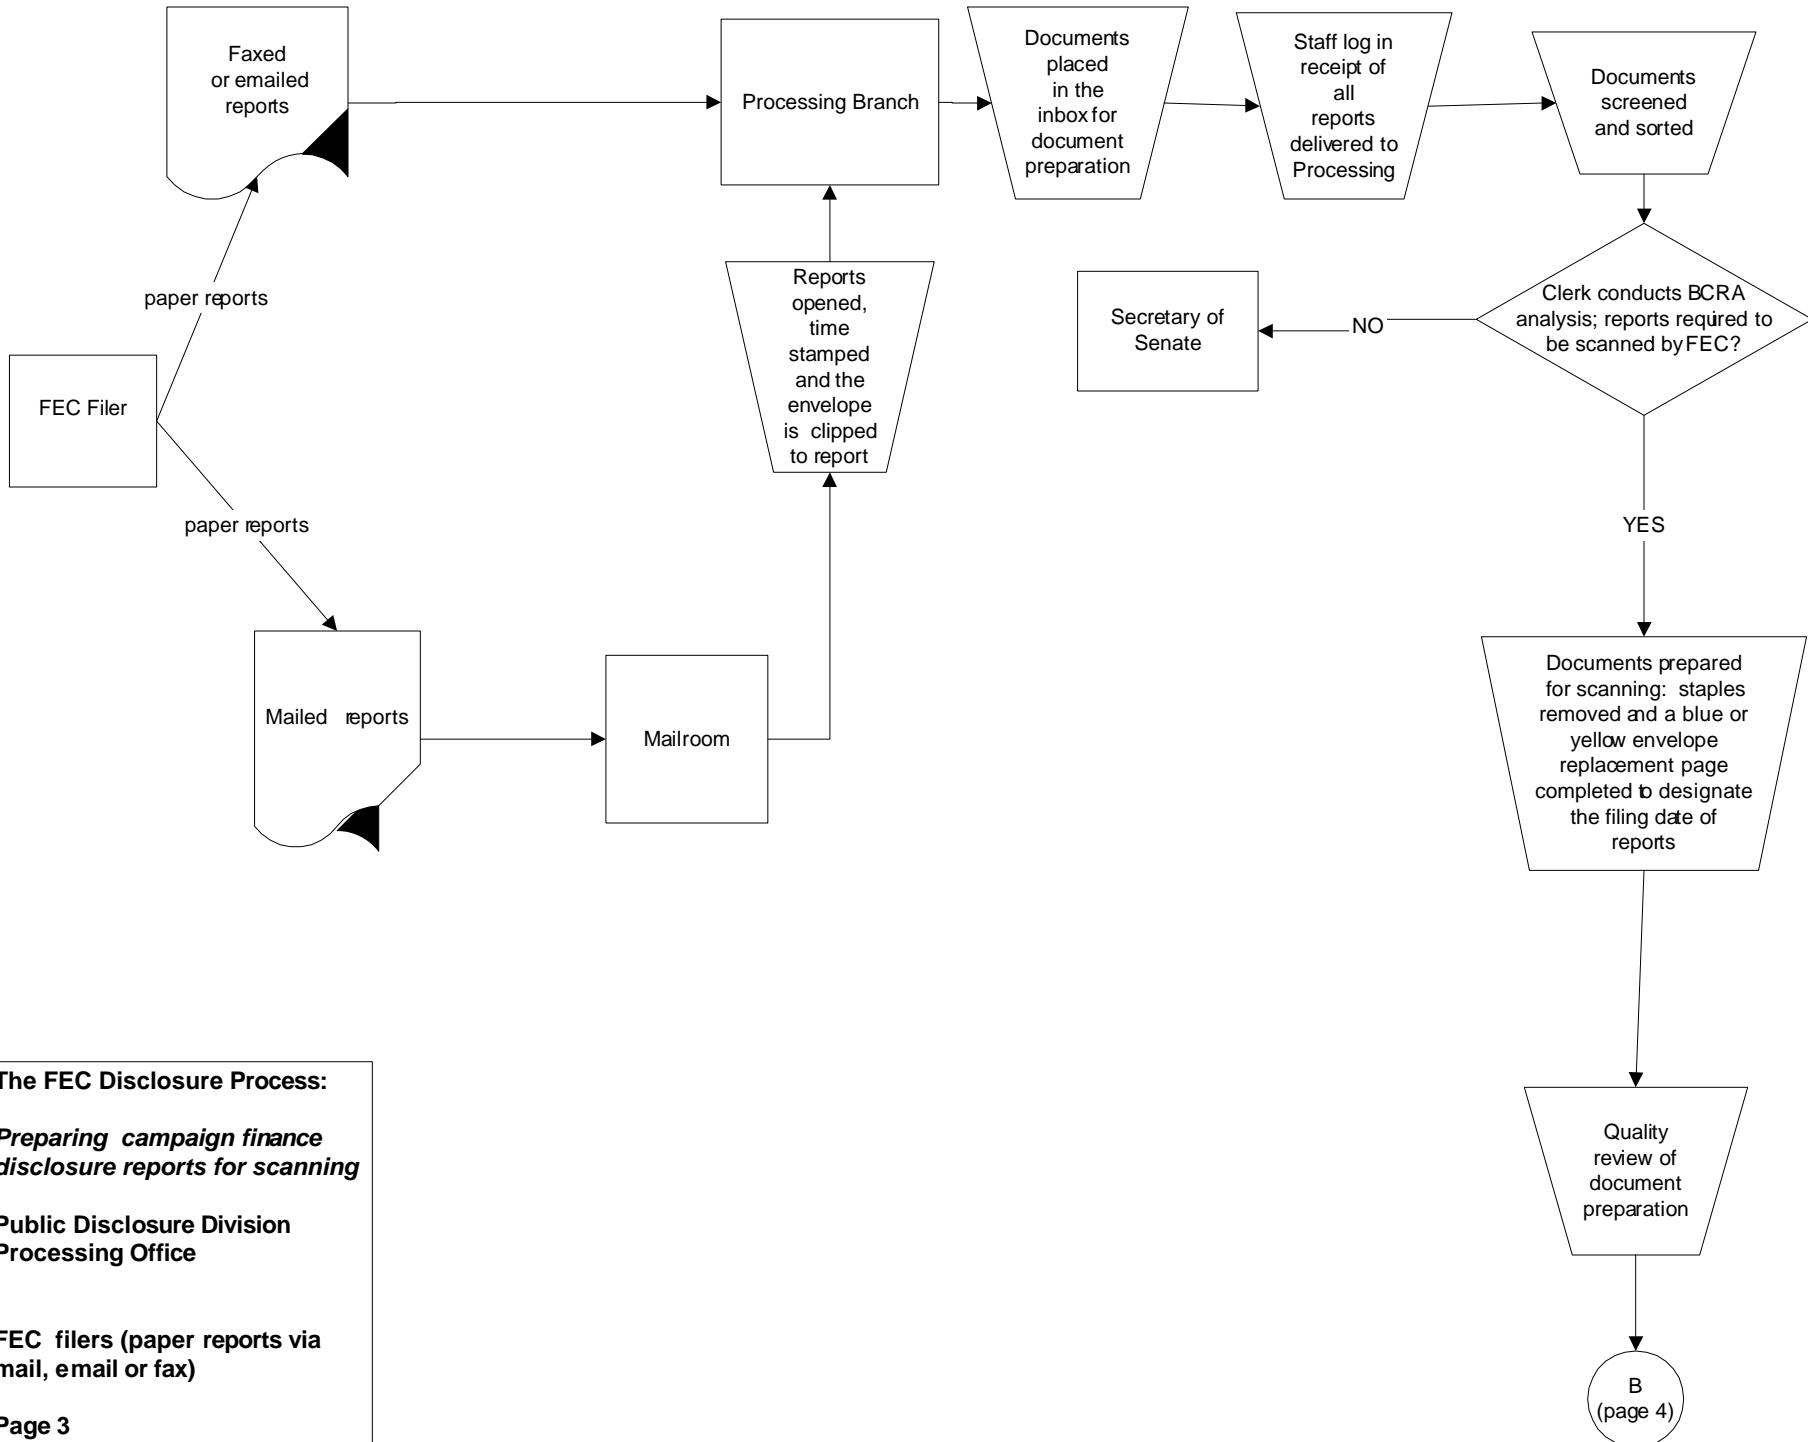 Faxed
or emailed
reports
Processing Branch
Documents
placed
in the
inbox for
document
preparation
Staff log in
receipt of
all
reports
delivered to
Processing
Documents
screened
and sorted
paper reports
Reports
opened,
time
stamped
and the
envelope
is clipped
to report
Secretary of
Senate
NO
Clerk conducts BCRA
analysis; reports required to
be scanned by FEC?
FEC Filer
paper reports
YES
Mailed reports
Mailroom
Documents prepared
for scanning: staples
removed and a blue or
yellow envelope
replacement page
completed to designate
the filing date of
reports
The FEC Disclosure Process:
Preparing campaign finance
disclosure reports for scanning
Public Disclosure Division
Processing Office
FEC filers (paper reports via
mail, email or fax)
Page 3
Quality
review of
document
preparation
B
(page 4)